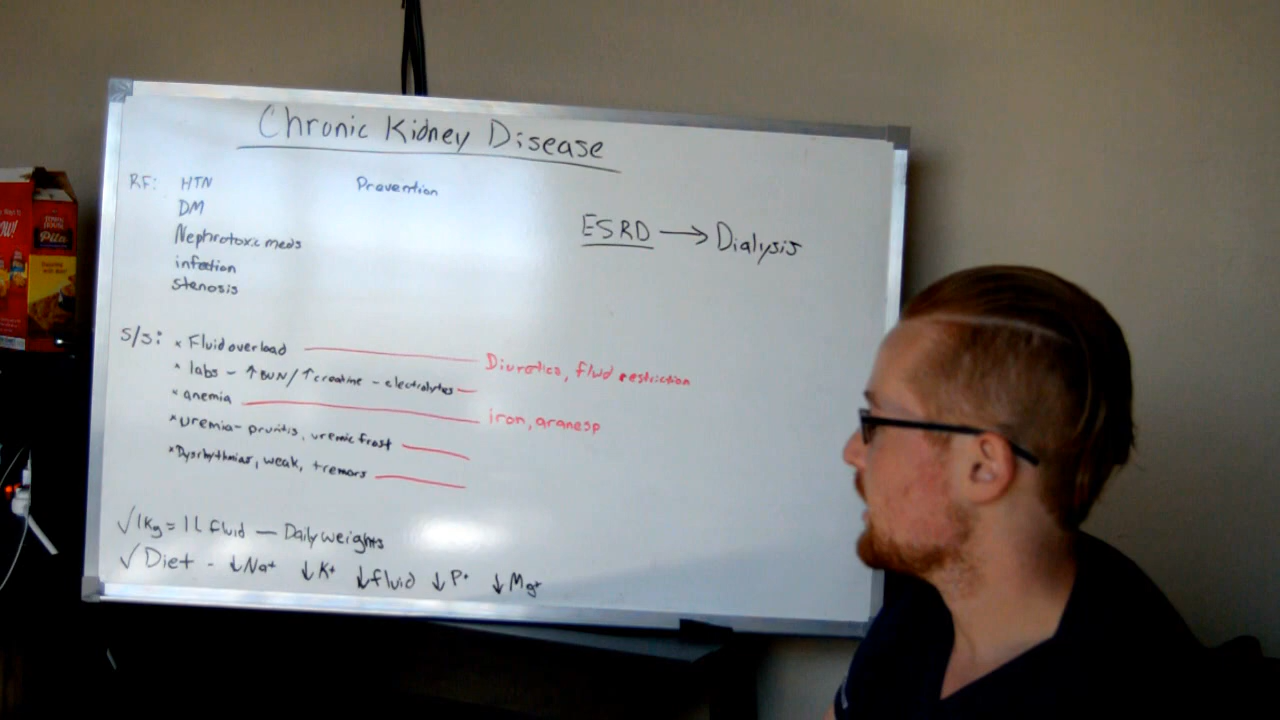 Chronic Kidney Disease
RF: HTN
DM
Nephrotoxic meds
infection
stenosis
Prevention
ESRD → Dialysis
S/S: * Fluid overload
Diuretics, fluid restriction
* labs - ↑BUN/↑creatine - electrolytes
* anemia
iron, aranesp
* uremia - pruritis, uremic frost
* Dysrhythmias, weak, tremors
√ 1Kg = 1L fluid — Daily weights
√ Diet - ↓Na+ ↓K+ ↓fluid ↓P+ ↓Mg+
Pita